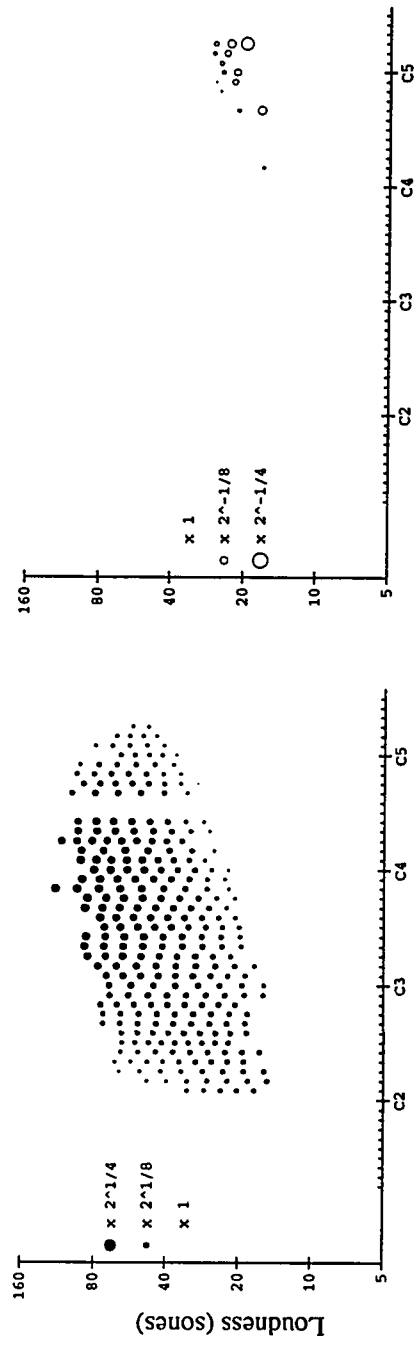 Loudness (sones)
160
80
40
20
10
5
x 2^1/4
x 2^1/8
x 1
C2
C3
C4
C5
160
80
40
20
10
5
x 1
x 2^-1/8
x 2^-1/4
C2
C3
C4
C5